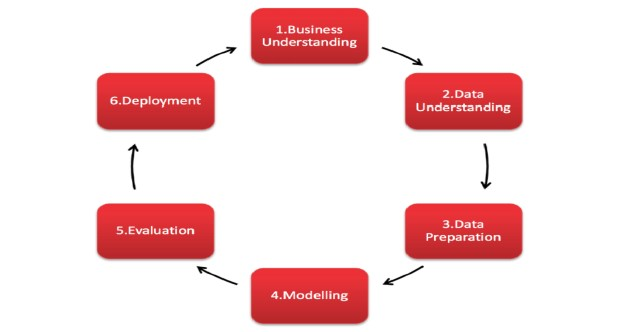 1.Business
Understanding
2.Data
Understanding
3.Data
Preparation
4.Modelling
5.Evaluation
6.Deployment